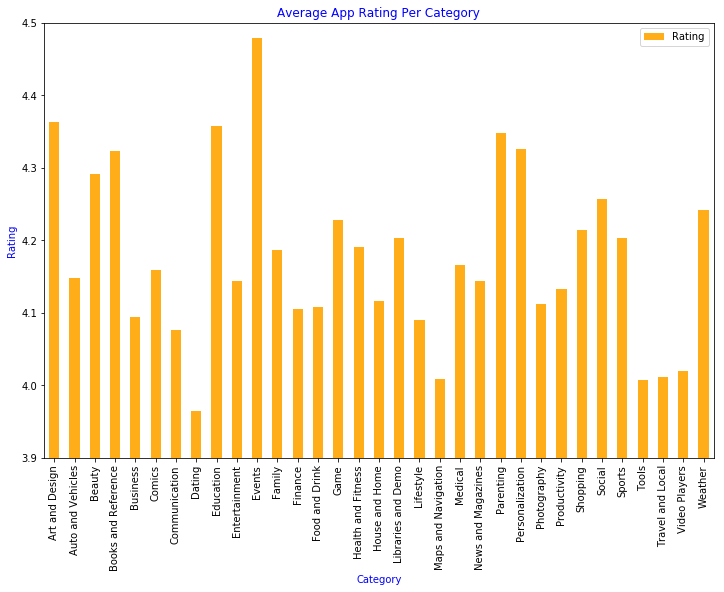 Average App Rating Per Category
Rating
4.5
4.4
4.3
4.2
4.1
4.0
3.9
Rating
Art and Design
Auto and Vehicles
Beauty
Books and Reference
Business
Comics
Communication
Dating
Education
Entertainment
Events
Family
Finance
Food and Drink
Game
Health and Fitness
House and Home
Libraries and Demo
Lifestyle
Maps and Navigation
Medical
News and Magazines
Parenting
Personalization
Photography
Productivity
Shopping
Social
Sports
Tools
Travel and Local
Video Players
Weather
Category